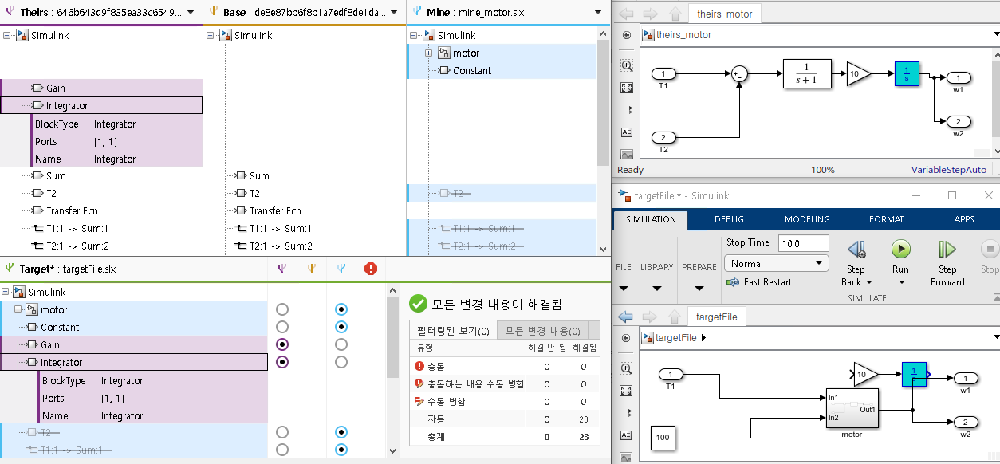 Theirs : 646b643d9f835ea33c6549...
Base : de8e87bb6f8b1a7edf8de1da...
Mine : mine_motor.slx
Simulink
Gain
Integrator
BlockType Integrator
Ports [1, 1]
Name Integrator
Sum
T2
Transfer Fcn
T1:1 -> Sum:1
T2:1 -> Sum:2
Simulink
Sum
T2
Transfer Fcn
T1:1 -> Sum:1
T2:1 -> Sum:2
Simulink
motor
Constant
T2
T1:1 -> Sum:1
T2:1 -> Sum:2
Target* : targetFile.slx
Simulink
motor
Constant
Gain
Integrator
BlockType Integrator
Ports [1, 1]
Name Integrator
T2
T1:1 -> Sum:1
모든 변경 내용이 해결됨
필터링된 보기(0) 모든 변경 내용(0)
유형 해결 안 됨 해결됨
충돌 0 0
충돌하는 내용 수동 병합 0 0
수동 병합 0 0
자동 0 23
총계 0 23
theirs_motor
theirs_motor
1
T1
2
T2
+
-
1
s + 1
10
1
s
1
w1
2
w2
Ready 100% VariableStepAuto
targetFile * - Simulink
SIMULATION DEBUG MODELING FORMAT APPS
FILE
LIBRARY
PREPARE
Stop Time 10.0
Normal
Fast Restart
Step
Back
Run
Step
Forward
Stop
SIMULATE
targetFile
targetFile
1
T1
100
10
1
s
In1
In2
Out1
motor
1
w1
2
w2